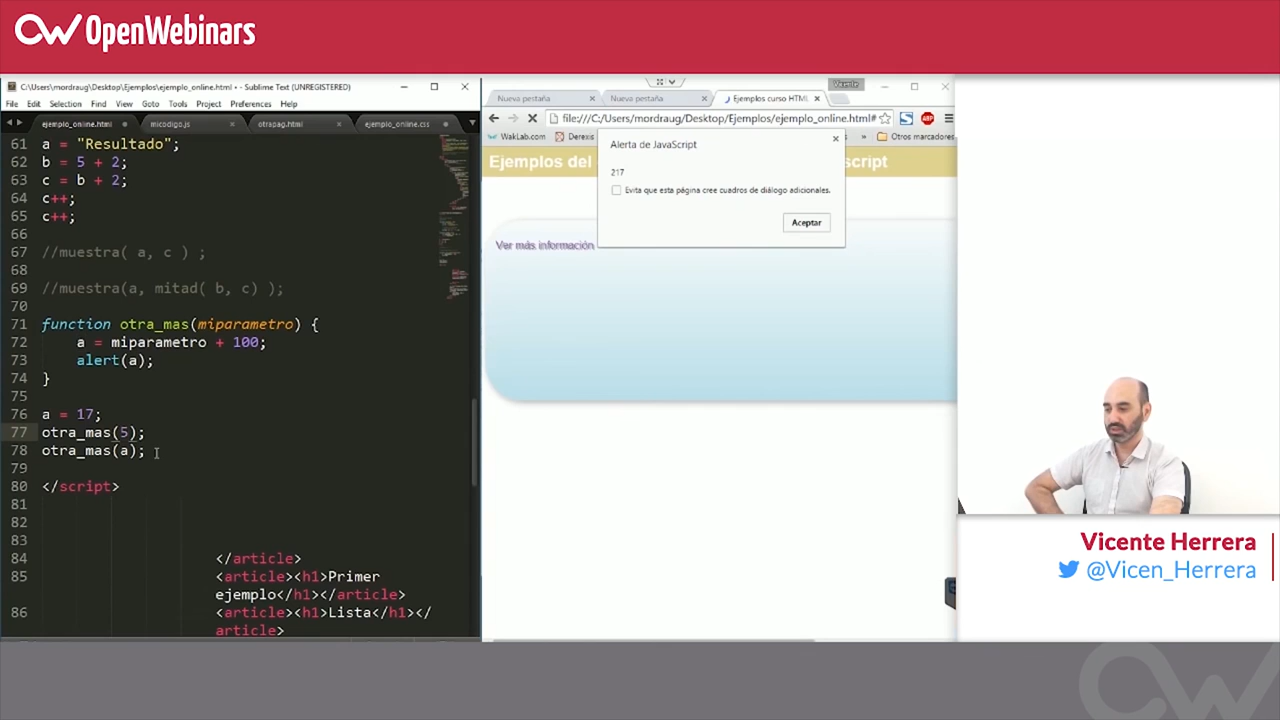 OpenWebinars
C:\Users\mordraug\Desktop\Ejemplos\ejemplo_online.html • - Sublime Text (UNREGISTERED)
File Edit Selection Find View Goto Tools Project Preferences Help
ejemplo_online.html micodigo.js otrapag.html ejemplo_online.css
61 a = "Resultado";
62 b = 5 + 2;
63 c = b + 2;
64 c++;
65 c++;
66
67 //muestra( a, c ) ;
68
69 //muestra(a, mitad( b, c) );
70
71 function otra_mas(miparametro) {
72 a = miparametro + 100;
73 alert(a);
74 }
75
76 a = 17;
77 otra_mas(5);
78 otra_mas(a);
79
80 </script>
81
82
83
84 </article>
85 <article><h1>Primer
ejemplo</h1></article>
86 <article><h1>Lista</h1></
article>
Vicente
Nueva pestaña Nueva pestaña Ejemplos curso HTML
file:///C:/Users/mordraug/Desktop/Ejemplos/ejemplo_online.html#
ABP
WakLab.com Derexis » Otros marcadores
Ejemplos del script
Alerta de JavaScript
217
Evita que esta página cree cuadros de diálogo adicionales.
Aceptar
Ver más información
Vicente Herrera
@Vicen_Herrera